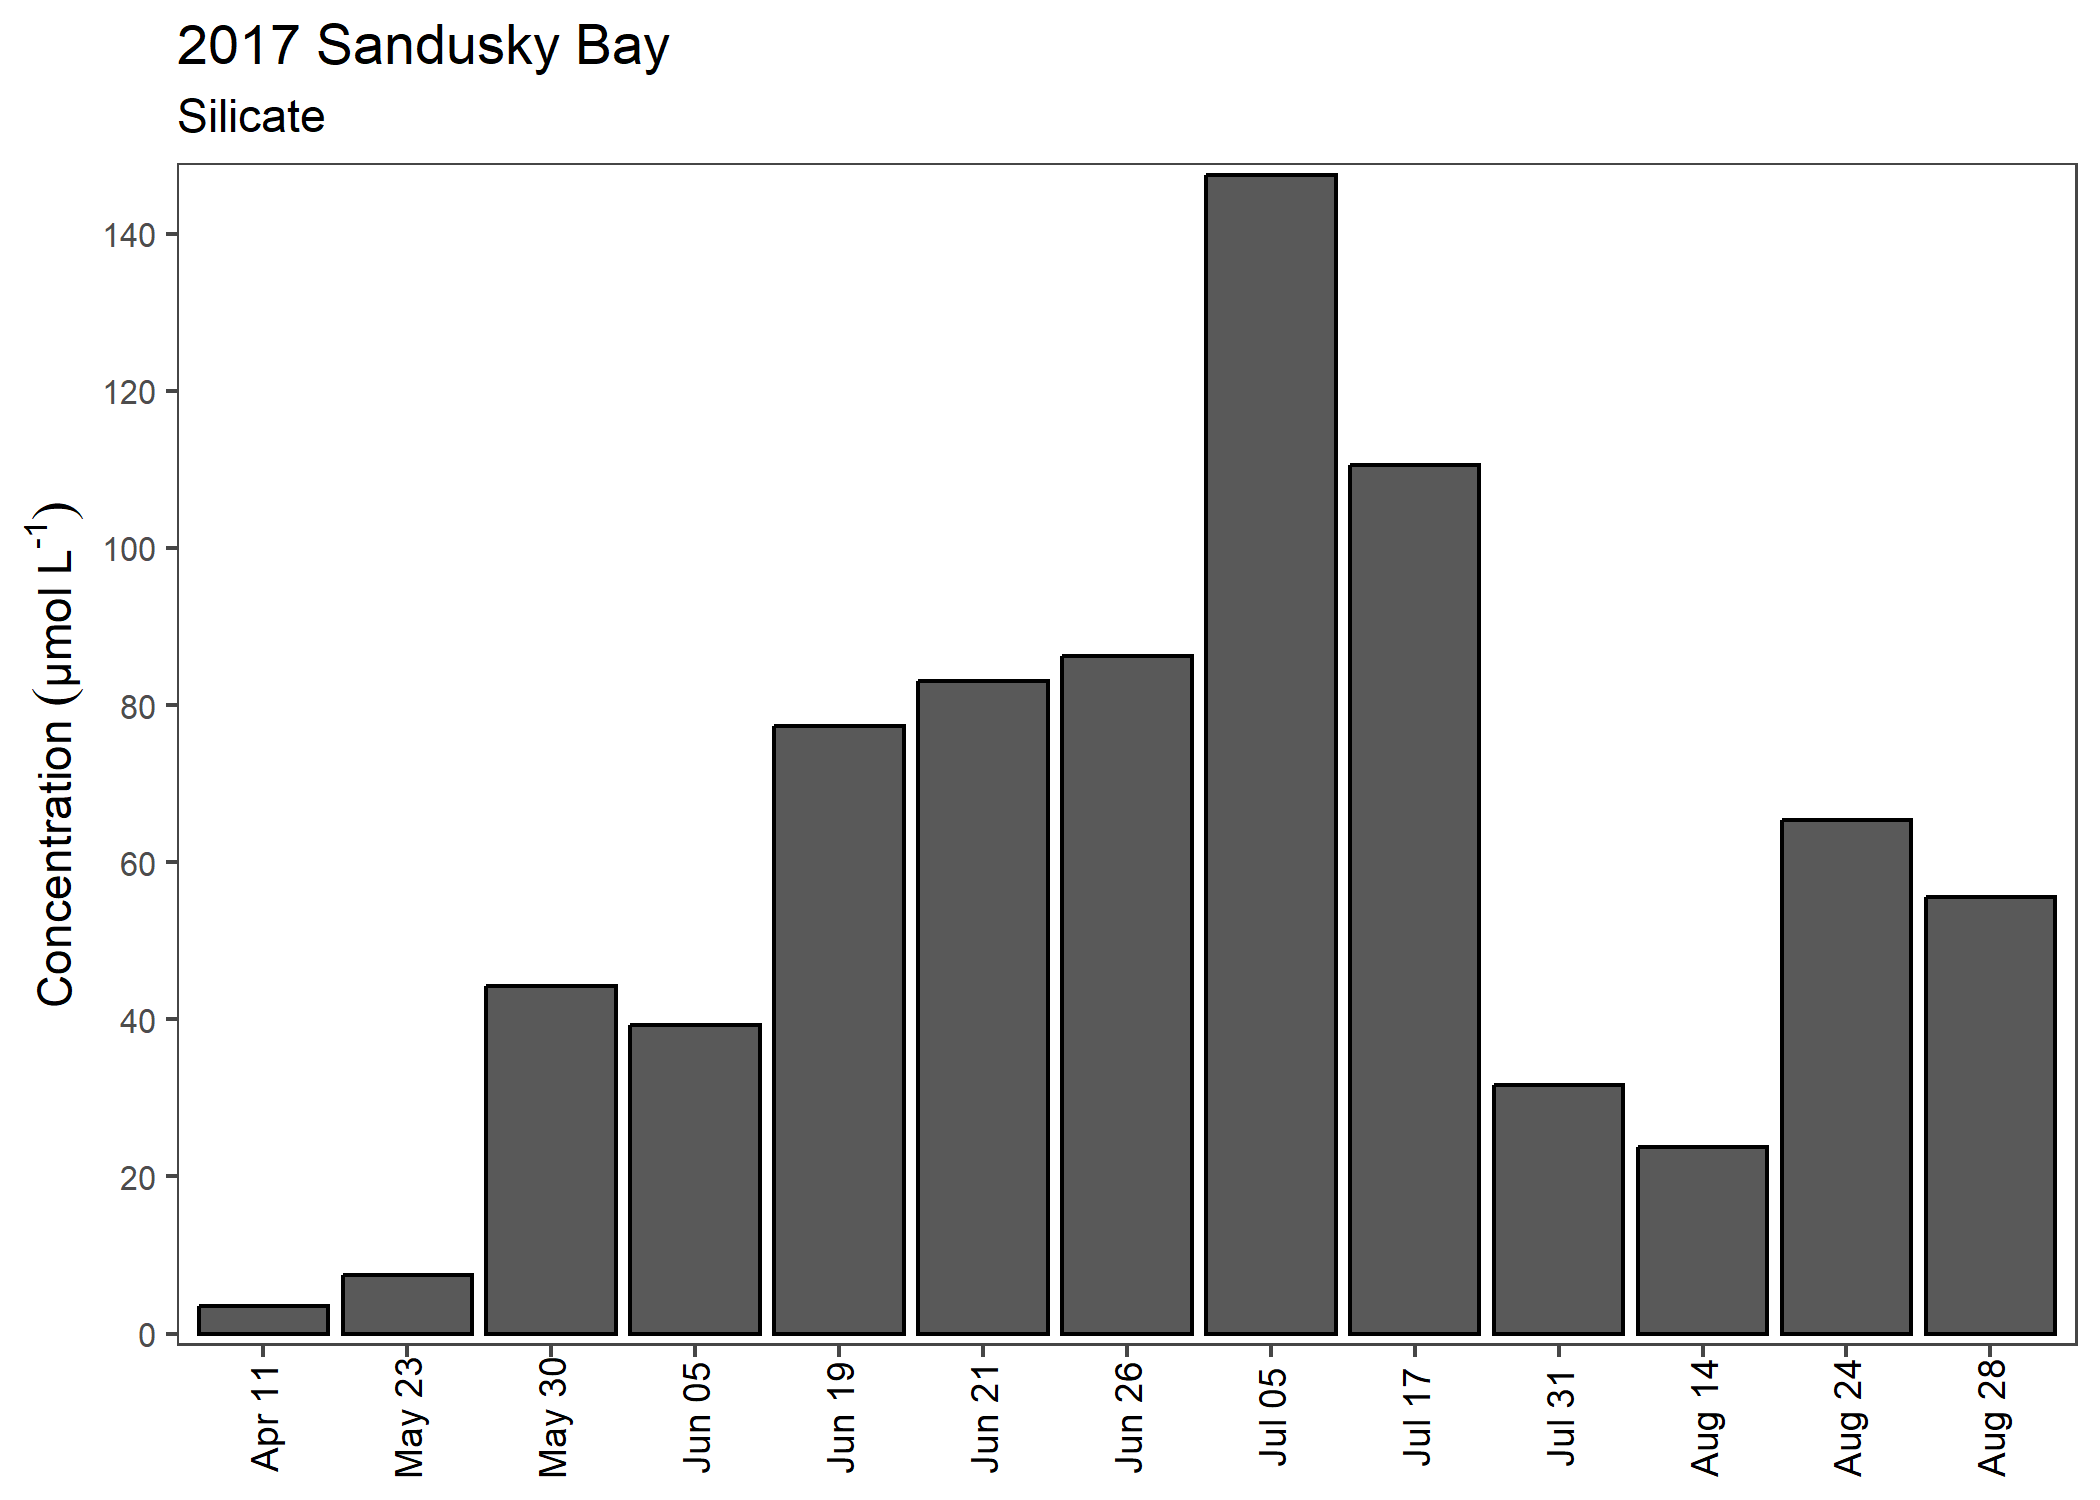 2017 Sandusky Bay
Silicate
Concentration (µmol L⁻¹)
140
120
100
80
60
40
20
0
Apr 11
May 23
May 30
Jun 05
Jun 19
Jun 21
Jun 26
Jul 05
Jul 17
Jul 31
Aug 14
Aug 24
Aug 28